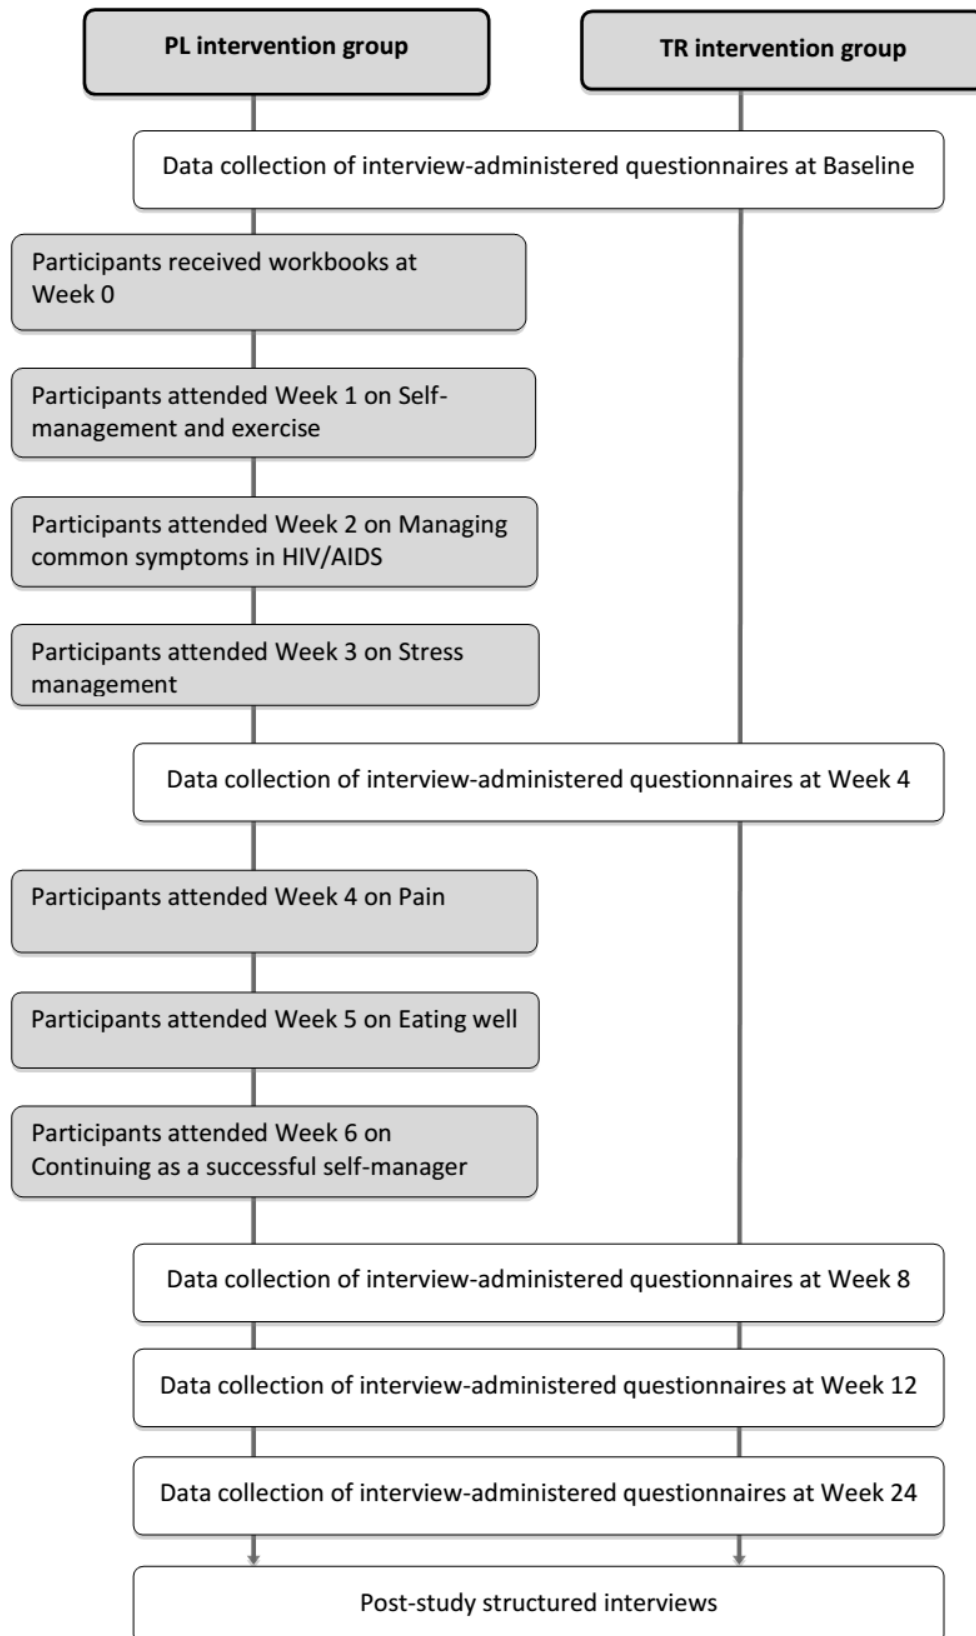 PL intervention group
TR intervention group
Data collection of interview-administered questionnaires at Baseline
Participants received workbooks at
Week 0
Participants attended Week 1 on Self-
management and exercise
Participants attended Week 2 on Managing
common symptoms in HIV/AIDS
Participants attended Week 3 on Stress
management
Data collection of interview-administered questionnaires at Week 4
Participants attended Week 4 on Pain
Participants attended Week 5 on Eating well
Participants attended Week 6 on
Continuing as a successful self-manager
Data collection of interview-administered questionnaires at Week 8
Data collection of interview-administered questionnaires at Week 12
Data collection of interview-administered questionnaires at Week 24
Post-study structured interviews